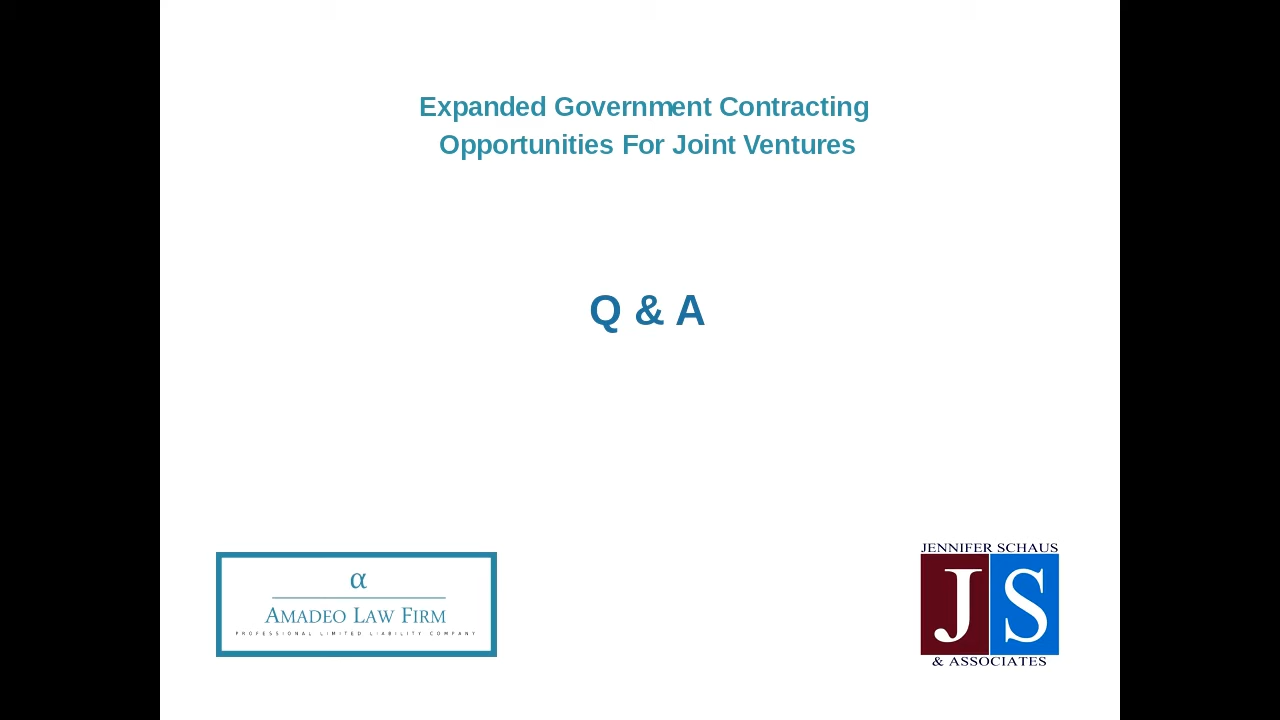 Expanded Government Contracting
Opportunities For Joint Ventures
Q & A
α
AMADEO LAW FIRM
PROFESSIONAL LIMITED LIABILITY COMPANY
JENNIFER SCHAUS
JS
& ASSOCIATES